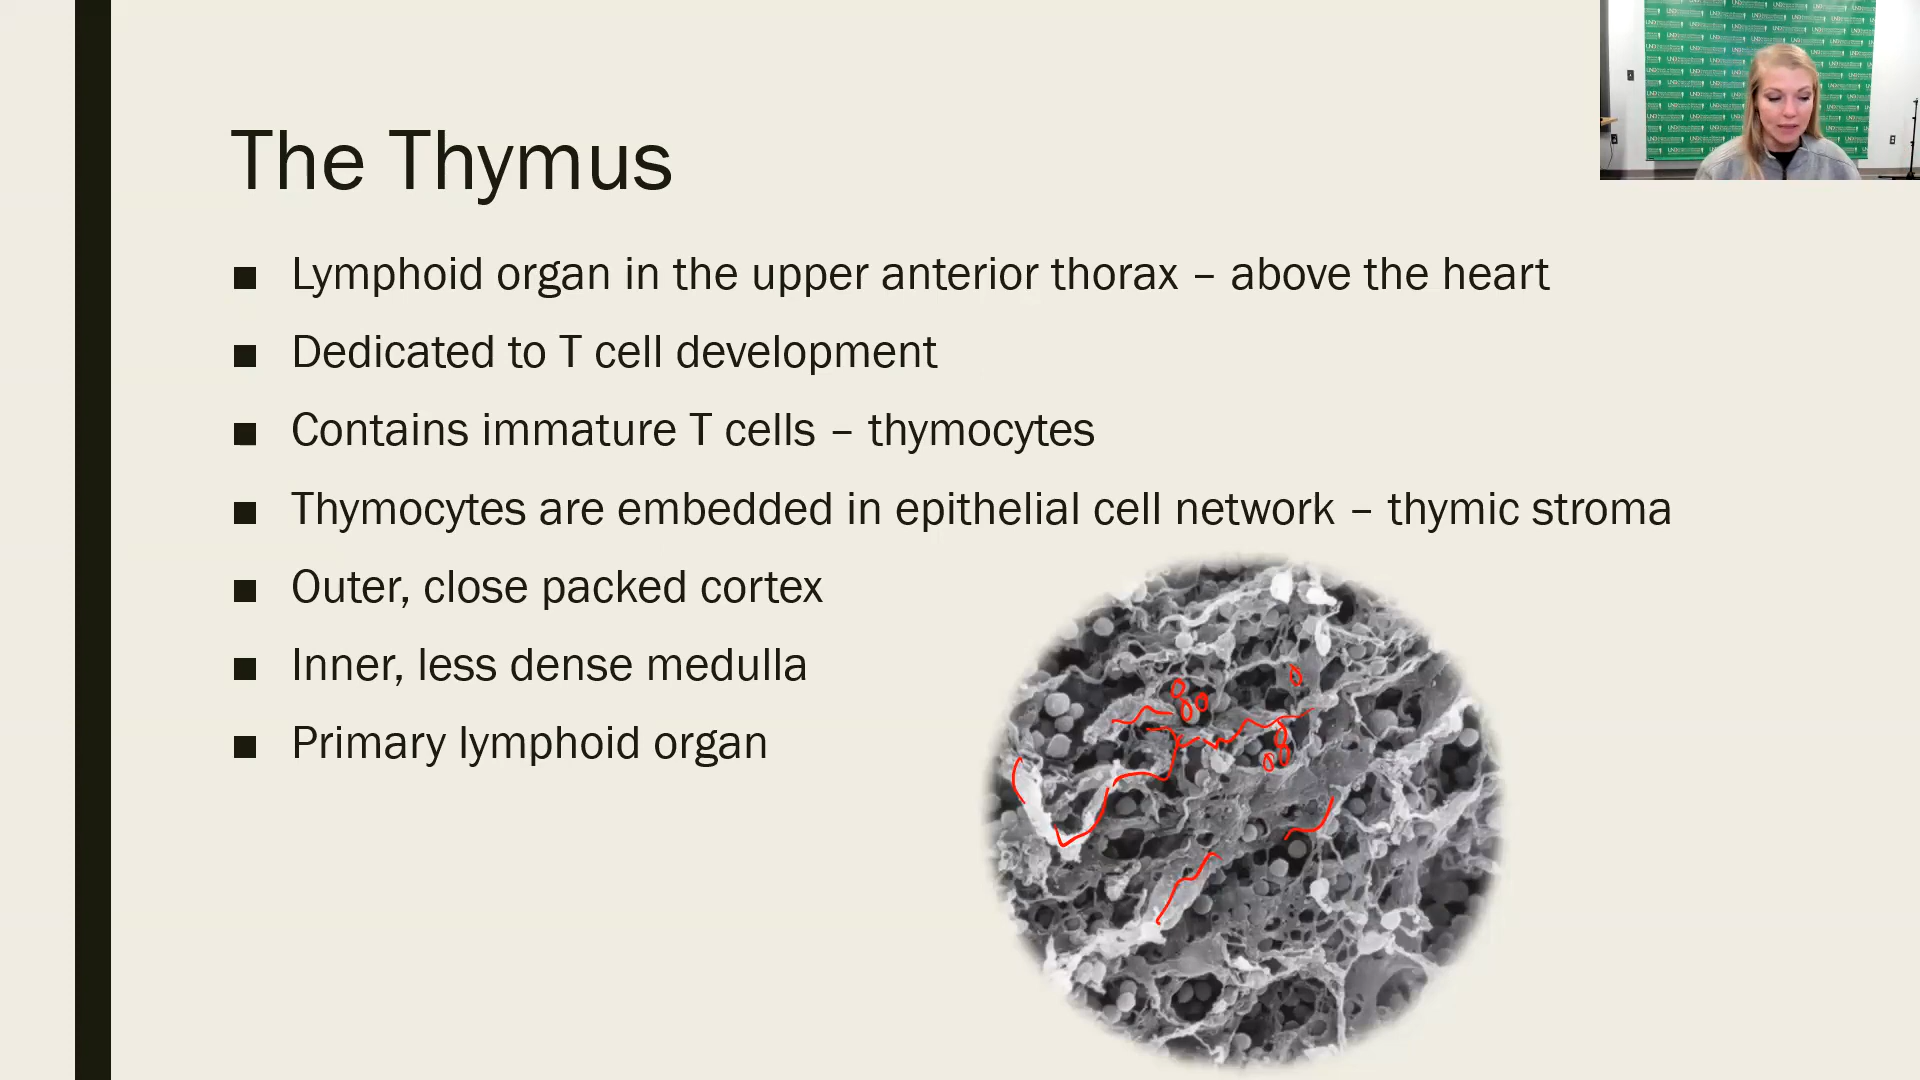 The Thymus
■ Lymphoid organ in the upper anterior thorax – above the heart
■ Dedicated to T cell development
■ Contains immature T cells – thymocytes
■ Thymocytes are embedded in epithelial cell network – thymic stroma
■ Outer, close packed cortex
■ Inner, less dense medulla
■ Primary lymphoid organ